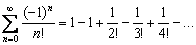 ∞∑n=0 (-1)^n/n! = 1 - 1 + 1/2! - 1/3! + 1/4! - ...